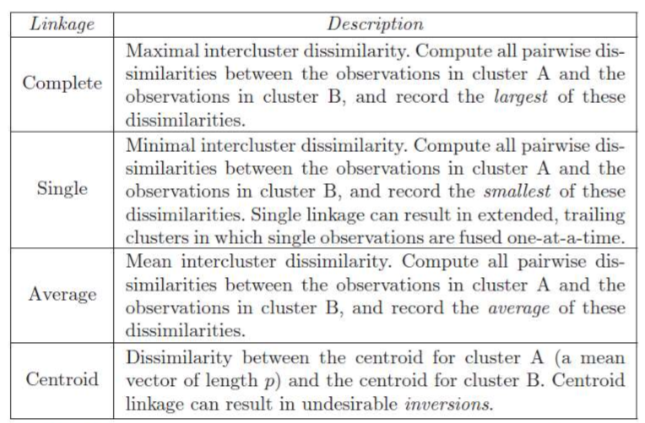 Linkage Description
Maximal intercluster dissimilarity. Compute all pairwise dis-
similarities between the observations in cluster A and the
Complete
observations in cluster B, and record the largest of these
dissimilarities.
Minimal intercluster dissimilarity. Compute all pairwise dis-
similarities between the observations in cluster A and the
Single
observations in cluster B, and record the smallest of these
dissimilarities. Single linkage can result in extended, trailing
clusters in which single observations are fused one-at-a-time.
Mean intercluster dissimilarity. Compute all pairwise dis-
similarities between the observations in cluster A and the
Average
observations in cluster B, and record the average of these
dissimilarities.
Dissimilarity between the centroid for cluster A (a mean
Centroid
vector of length p) and the centroid for cluster B. Centroid
linkage can result in undesirable inversions.